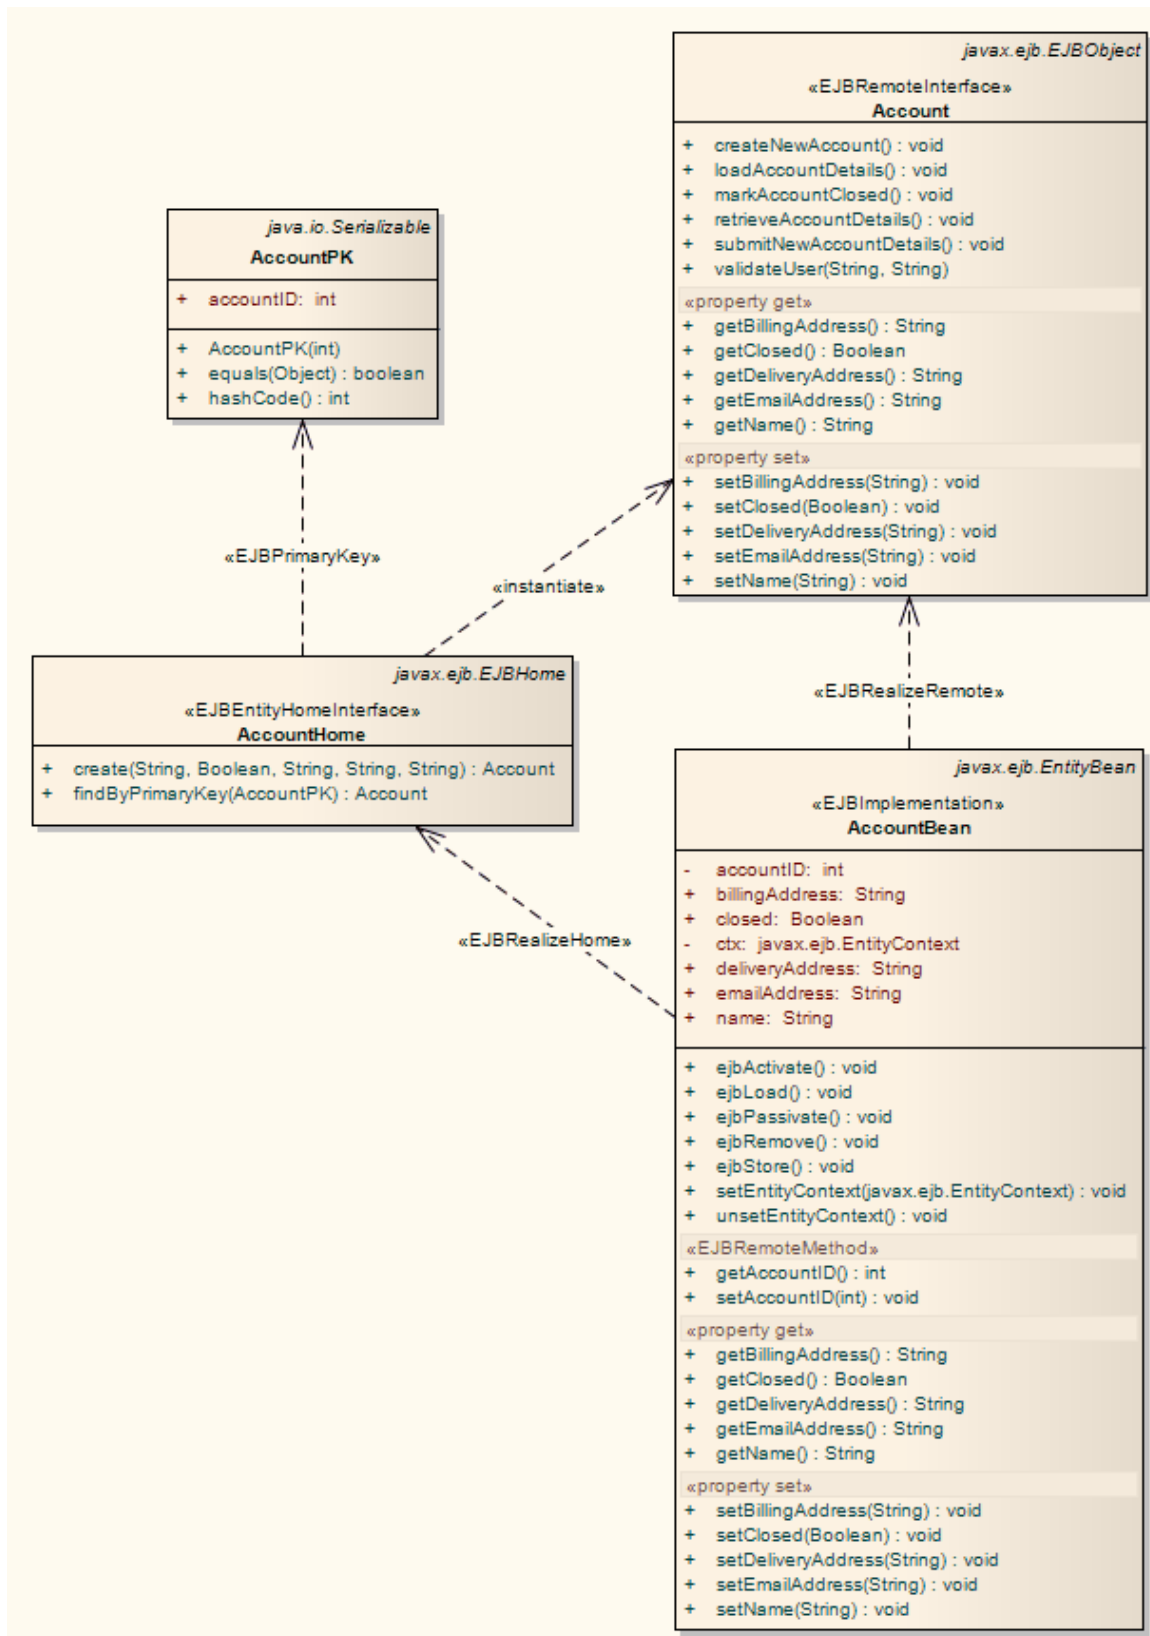 javax.ejb.EJBObject
«EJBRemoteInterface»
Account
+ createNewAccount() : void
+ loadAccountDetails() : void
+ markAccountClosed() : void
+ retrieveAccountDetails() : void
+ submitNewAccountDetails() : void
+ validateUser(String, String)
«property get»
+ getBillingAddress() : String
+ getClosed() : Boolean
+ getDeliveryAddress() : String
+ getEmailAddress() : String
+ getName() : String
«property set»
+ setBillingAddress(String) : void
+ setClosed(Boolean) : void
+ setDeliveryAddress(String) : void
+ setEmailAddress(String) : void
+ setName(String) : void
java.io.Serializable
AccountPK
+ accountID: int
+ AccountPK(int)
+ equals(Object) : boolean
+ hashCode() : int
«EJBPrimaryKey»
«instantiate»
javax.ejb.EJBHome
«EJBEntityHomeInterface»
AccountHome
+ create(String, Boolean, String, String, String) : Account
+ findByPrimaryKey(AccountPK) : Account
«EJBRealizeRemote»
«EJBRealizeHome»
javax.ejb.EntityBean
«EJBImplementation»
AccountBean
- accountID: int
+ billingAddress: String
+ closed: Boolean
- ctx: javax.ejb.EntityContext
+ deliveryAddress: String
+ emailAddress: String
+ name: String
+ ejbActivate() : void
+ ejbLoad() : void
+ ejbPassivate() : void
+ ejbRemove() : void
+ ejbStore() : void
+ setEntityContext(javax.ejb.EntityContext) : void
+ unsetEntityContext() : void
«EJBRemoteMethod»
+ getAccountID() : int
+ setAccountID(int) : void
«property get»
+ getBillingAddress() : String
+ getClosed() : Boolean
+ getDeliveryAddress() : String
+ getEmailAddress() : String
+ getName() : String
«property set»
+ setBillingAddress(String) : void
+ setClosed(Boolean) : void
+ setDeliveryAddress(String) : void
+ setEmailAddress(String) : void
+ setName(String) : void